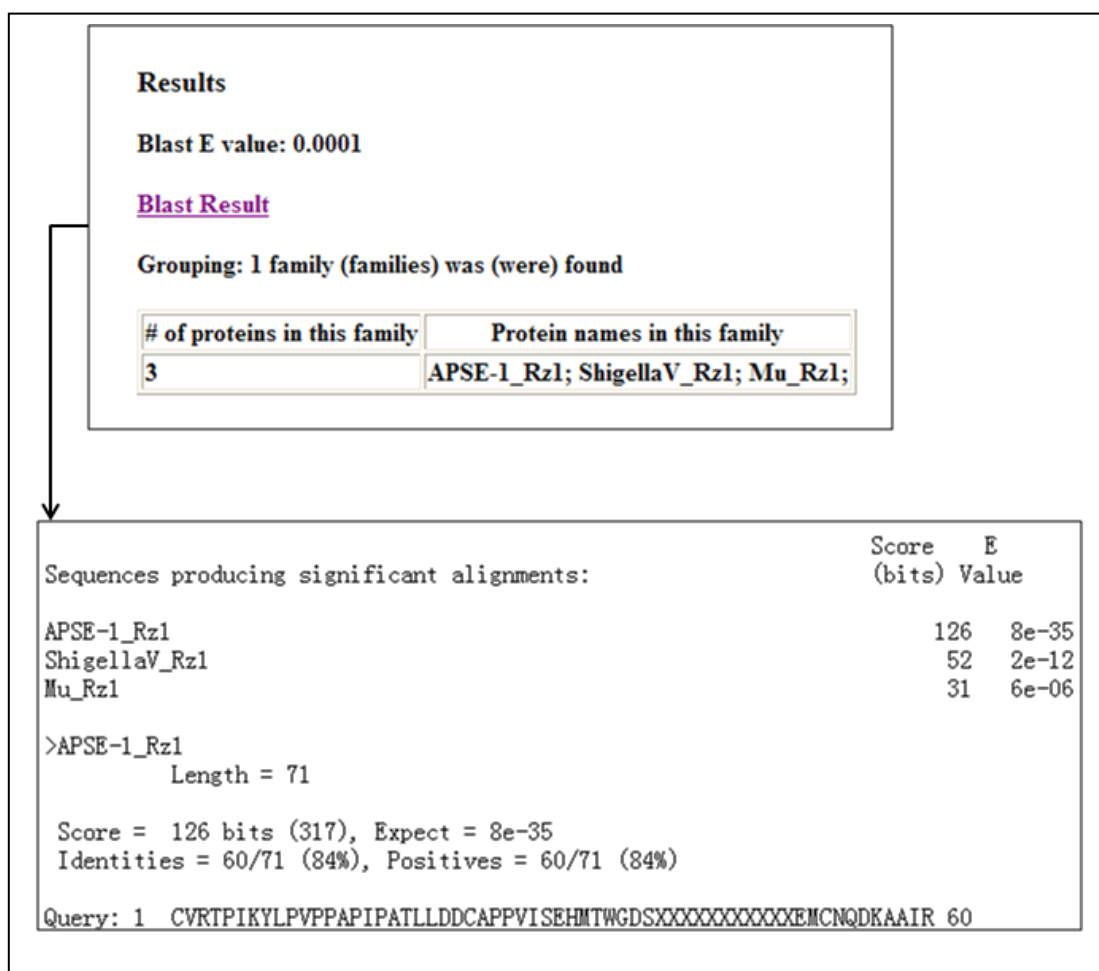 Results
Blast E value: 0.0001
Blast Result
Grouping: 1 family (families) was (were) found
# of proteins in this family Protein names in this family
3 APSE-1_Rz1; ShigellaV_Rz1; Mu_Rz1;
Score E
Sequences producing significant alignments: (bits) Value
APSE-1_Rz1 126 8e-35
ShigellaV_Rz1 52 2e-12
Mu_Rz1 31 6e-06
>APSE-1_Rz1
Length = 71
Score = 126 bits (317), Expect = 8e-35
Identities = 60/71 (84%), Positives = 60/71 (84%)
Query: 1 CVRTPIKYLPVPPAPIPATLLDDCAPPVISEHMTWGDSXXXXXXXXXXXEMCNQDKAAIR 60